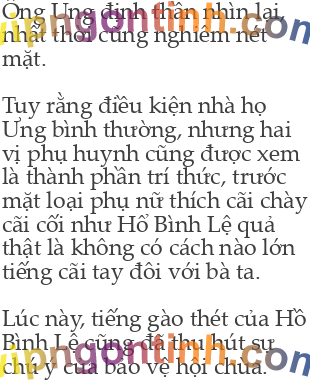 Ông Ưng định thần nhìn lại,
nhất thời cũng nghiêm nét
mặt.
Tuy rằng điều kiện nhà họ
Ưng bình thường, nhưng hai
vị phụ huynh cũng được xem
là thành phần trí thức, trước
mặt loại phụ nữ thích cãi chày
cãi cối như Hổ Bình Lệ quả
thật là không có cách nào lớn
tiếng cãi tay đôi với bà ta.
Lúc này, tiếng gào thét của Hồ
Bình Lệ cũng đã thu hút sự
chú ý của bảo vệ hội chùa.
vipngontinh.com
vipngontinh.com